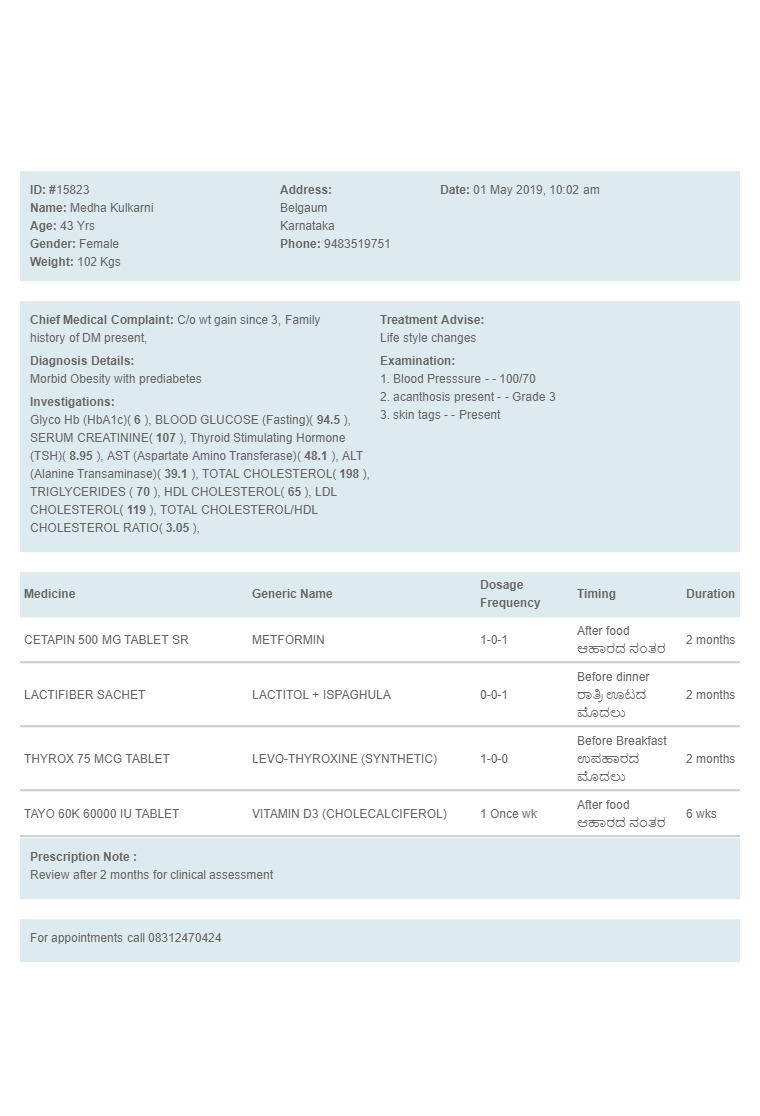 ID: #15823
Name: Medha Kulkarni
Age: 43 Yrs
Gender: Female
Weight: 102 Kgs
Address:
Belgaum
Karnataka
Phone: 9483519751
Date: 01 May 2019, 10:02 am
Chief Medical Complaint: C/o wt gain since 3, Family
history of DM present,
Diagnosis Details:
Morbid Obesity with prediabetes
Investigations:
Glyco Hb (HbA1c)( 6 ), BLOOD GLUCOSE (Fasting)( 94.5 ),
SERUM CREATININE( 107 ), Thyroid Stimulating Hormone
(TSH)( 8.95 ), AST (Aspartate Amino Transferase)( 48.1 ), ALT
(Alanine Transaminase)( 39.1 ), TOTAL CHOLESTEROL( 198 ),
TRIGLYCERIDES ( 70 ), HDL CHOLESTEROL( 65 ), LDL
CHOLESTEROL( 119 ), TOTAL CHOLESTEROL/HDL
CHOLESTEROL RATIO( 3.05 ),
Treatment Advise:
Life style changes
Examination:
1. Blood Presssure - - 100/70
2. acanthosis present - - Grade 3
3. skin tags - - Present
Medicine Generic Name Dosage Frequency Timing Duration
CETAPIN 500 MG TABLET SR METFORMIN 1-0-1 After food 2 months
ಆಹಾರದ ನಂತರ
LACTIFIBER SACHET LACTITOL + ISPAGHULA 0-0-1 Before dinner 2 months
ರಾತ್ರಿ ಊಟದ
ಮೊದಲು
THYROX 75 MCG TABLET LEVO-THYROXINE (SYNTHETIC) 1-0-0 Before Breakfast 2 months
ಉಪಹಾರದ
ಮೊದಲು
TAYO 60K 60000 IU TABLET VITAMIN D3 (CHOLECALCIFEROL) 1 Once wk After food 6 wks
ಆಹಾರದ ನಂತರ
Prescription Note :
Review after 2 months for clinical assessment
For appointments call 08312470424